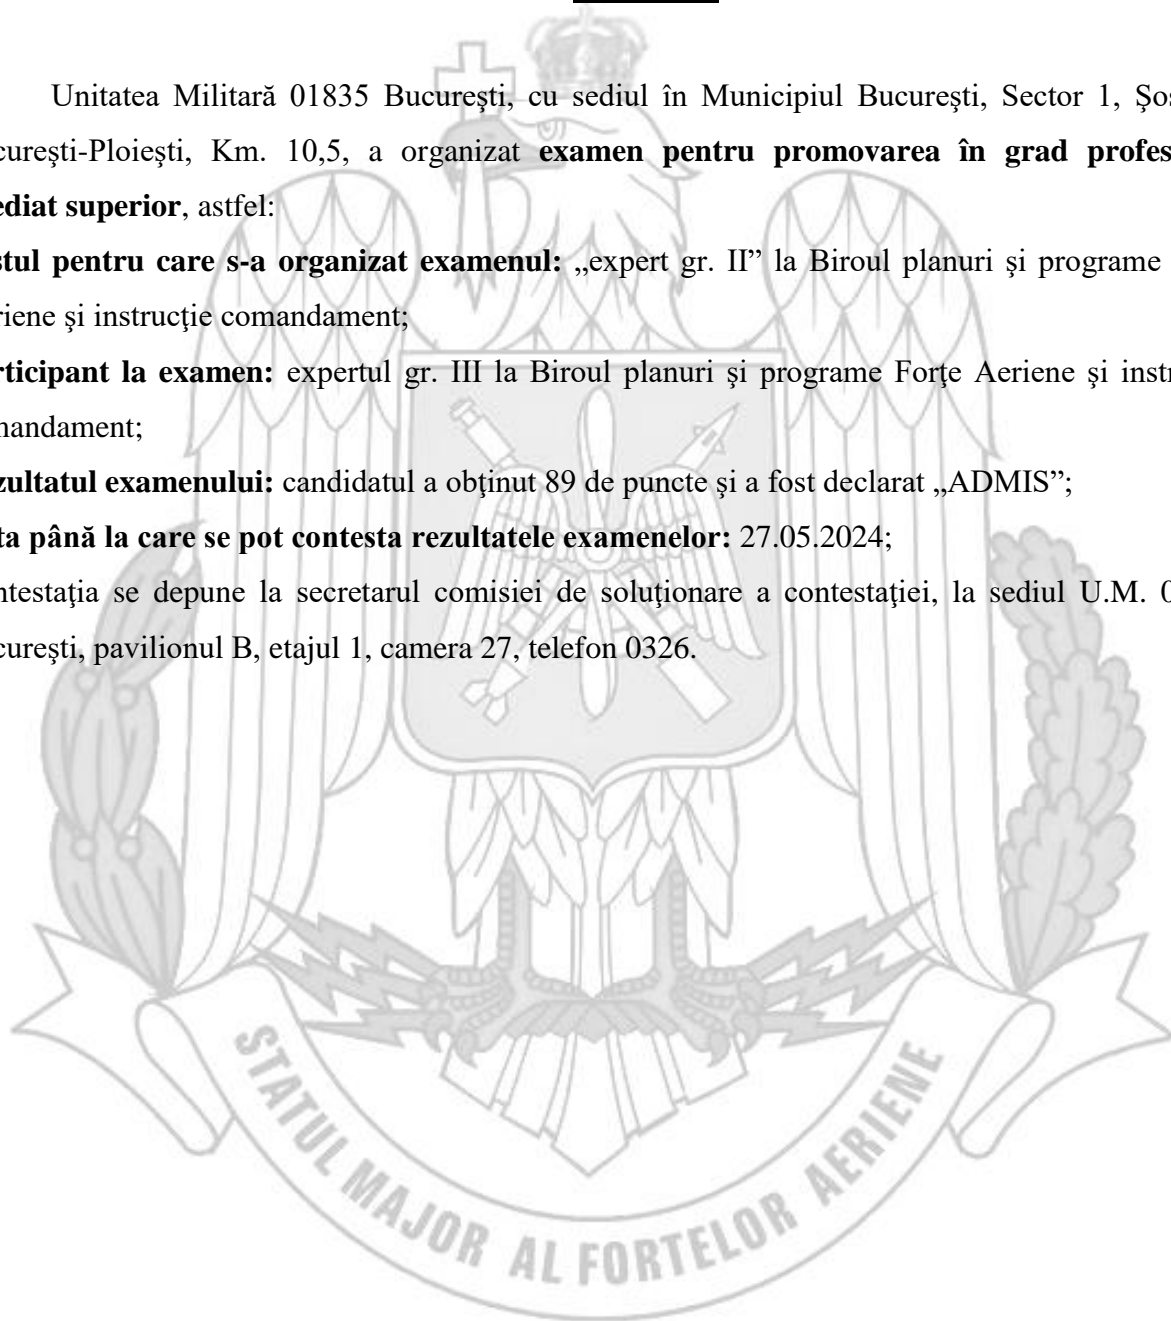 Unitatea Militară 01835 Bucureşti, cu sediul în Municipiul Bucureşti, Sector 1, Şos
cureşti-Ploieşti, Km. 10,5, a organizat examen pentru promovarea în grad profes
ediat superior, astfel:
stul pentru care s-a organizat examenul: „expert gr. II” la Biroul planuri şi programe
riene şi instrucţie comandament;
rticipant la examen: expertul gr. III la Biroul planuri şi programe Forţe Aeriene şi instr
mandament;
zultatul examenului: candidatul a obţinut 89 de puncte şi a fost declarat „ADMIS”;
ta până la care se pot contesta rezultatele examenelor: 27.05.2024;
ntestaţia se depune la secretarul comisiei de soluţionare a contestaţiei, la sediul U.M. 0
cureşti, pavilionul B, etajul 1, camera 27, telefon 0326.
STATUL MAJOR AL FORTELOR AERIENE